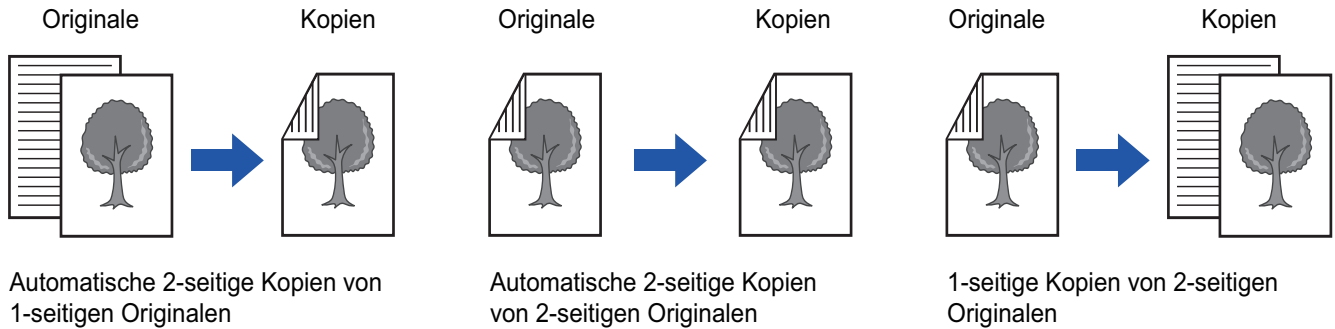 Originale
Kopien
Originale
Kopien
Originale
Kopien
Automatische 2-seitige Kopien von
1-seitigen Originalen
Automatische 2-seitige Kopien
von 2-seitigen Originalen
1-seitige Kopien von 2-seitigen
Originalen